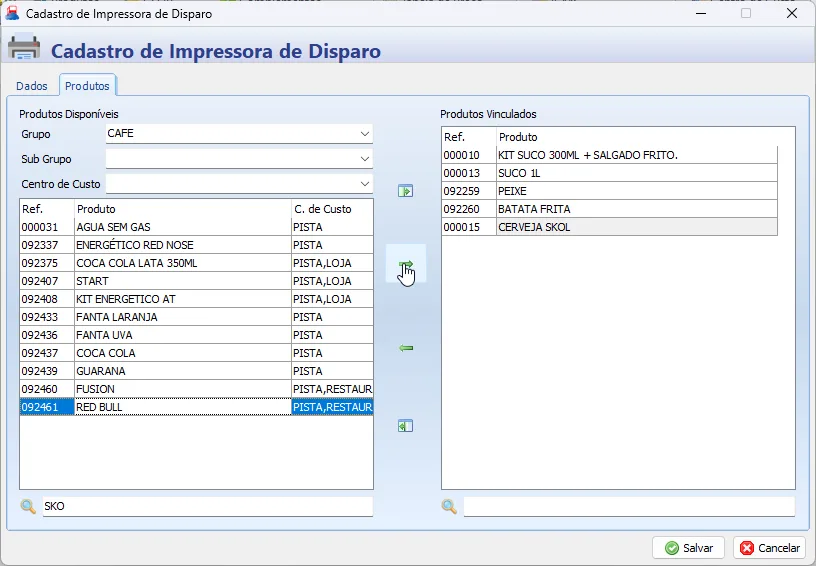 Cadastro de Impressora de Disparo
Cadastro de Impressora de Disparo
Dados Produtos
Produtos Disponíveis
Grupo CAFE
Sub Grupo
Centro de Custo
Ref. Produto C. de Custo
000031 AGUA SEM GAS PISTA
092337 ENERGÉTICO RED NOSE PISTA
092375 COCA COLA LATA 350ML PISTA,LOJA
092407 START PISTA,LOJA
092408 KIT ENERGETICO AT PISTA,LOJA
092433 FANTA LARANJA PISTA
092436 FANTA UVA PISTA
092437 COCA COLA PISTA
092439 GUARANA PISTA
092460 FUSION PISTA,RESTAUR
092461 RED BULL PISTA,RESTAUR
SKO
Produtos Vinculados
Ref. Produto
000010 KIT SUCO 300ML + SALGADO FRITO.
000013 SUCO 1L
092259 PEIXE
092260 BATATA FRITA
000015 CERVEJA SKOL
Salvar Cancelar